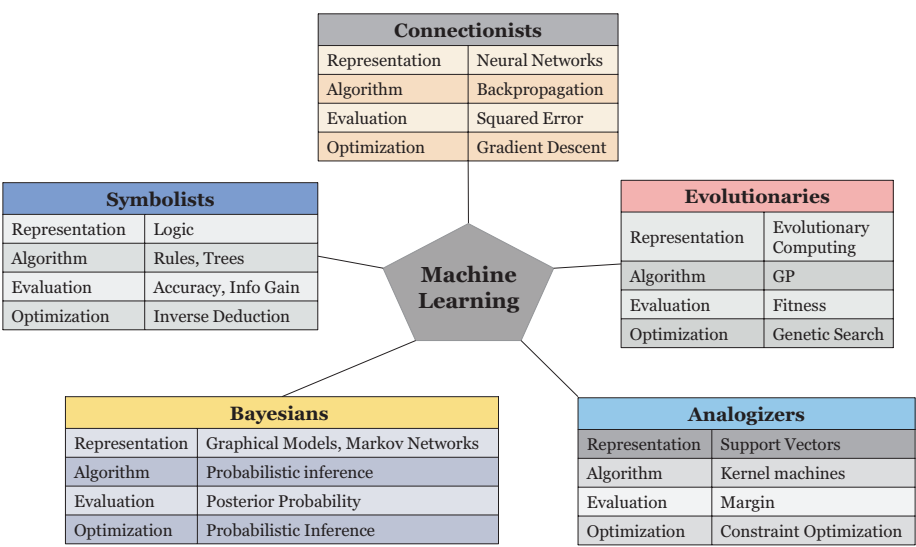 Connectionists
Representation Neural Networks
Algorithm Backpropagation
Evaluation Squared Error
Optimization Gradient Descent
Symbolists
Representation Logic
Algorithm Rules, Trees
Evaluation Accuracy, Info Gain
Optimization Inverse Deduction
Machine
Learning
Evolutionaries
Representation Evolutionary
Computing
Algorithm GP
Evaluation Fitness
Optimization Genetic Search
Bayesians
Representation Graphical Models, Markov Networks
Algorithm Probabilistic inference
Evaluation Posterior Probability
Optimization Probabilistic Inference
Analogizers
Representation Support Vectors
Algorithm Kernel machines
Evaluation Margin
Optimization Constraint Optimization